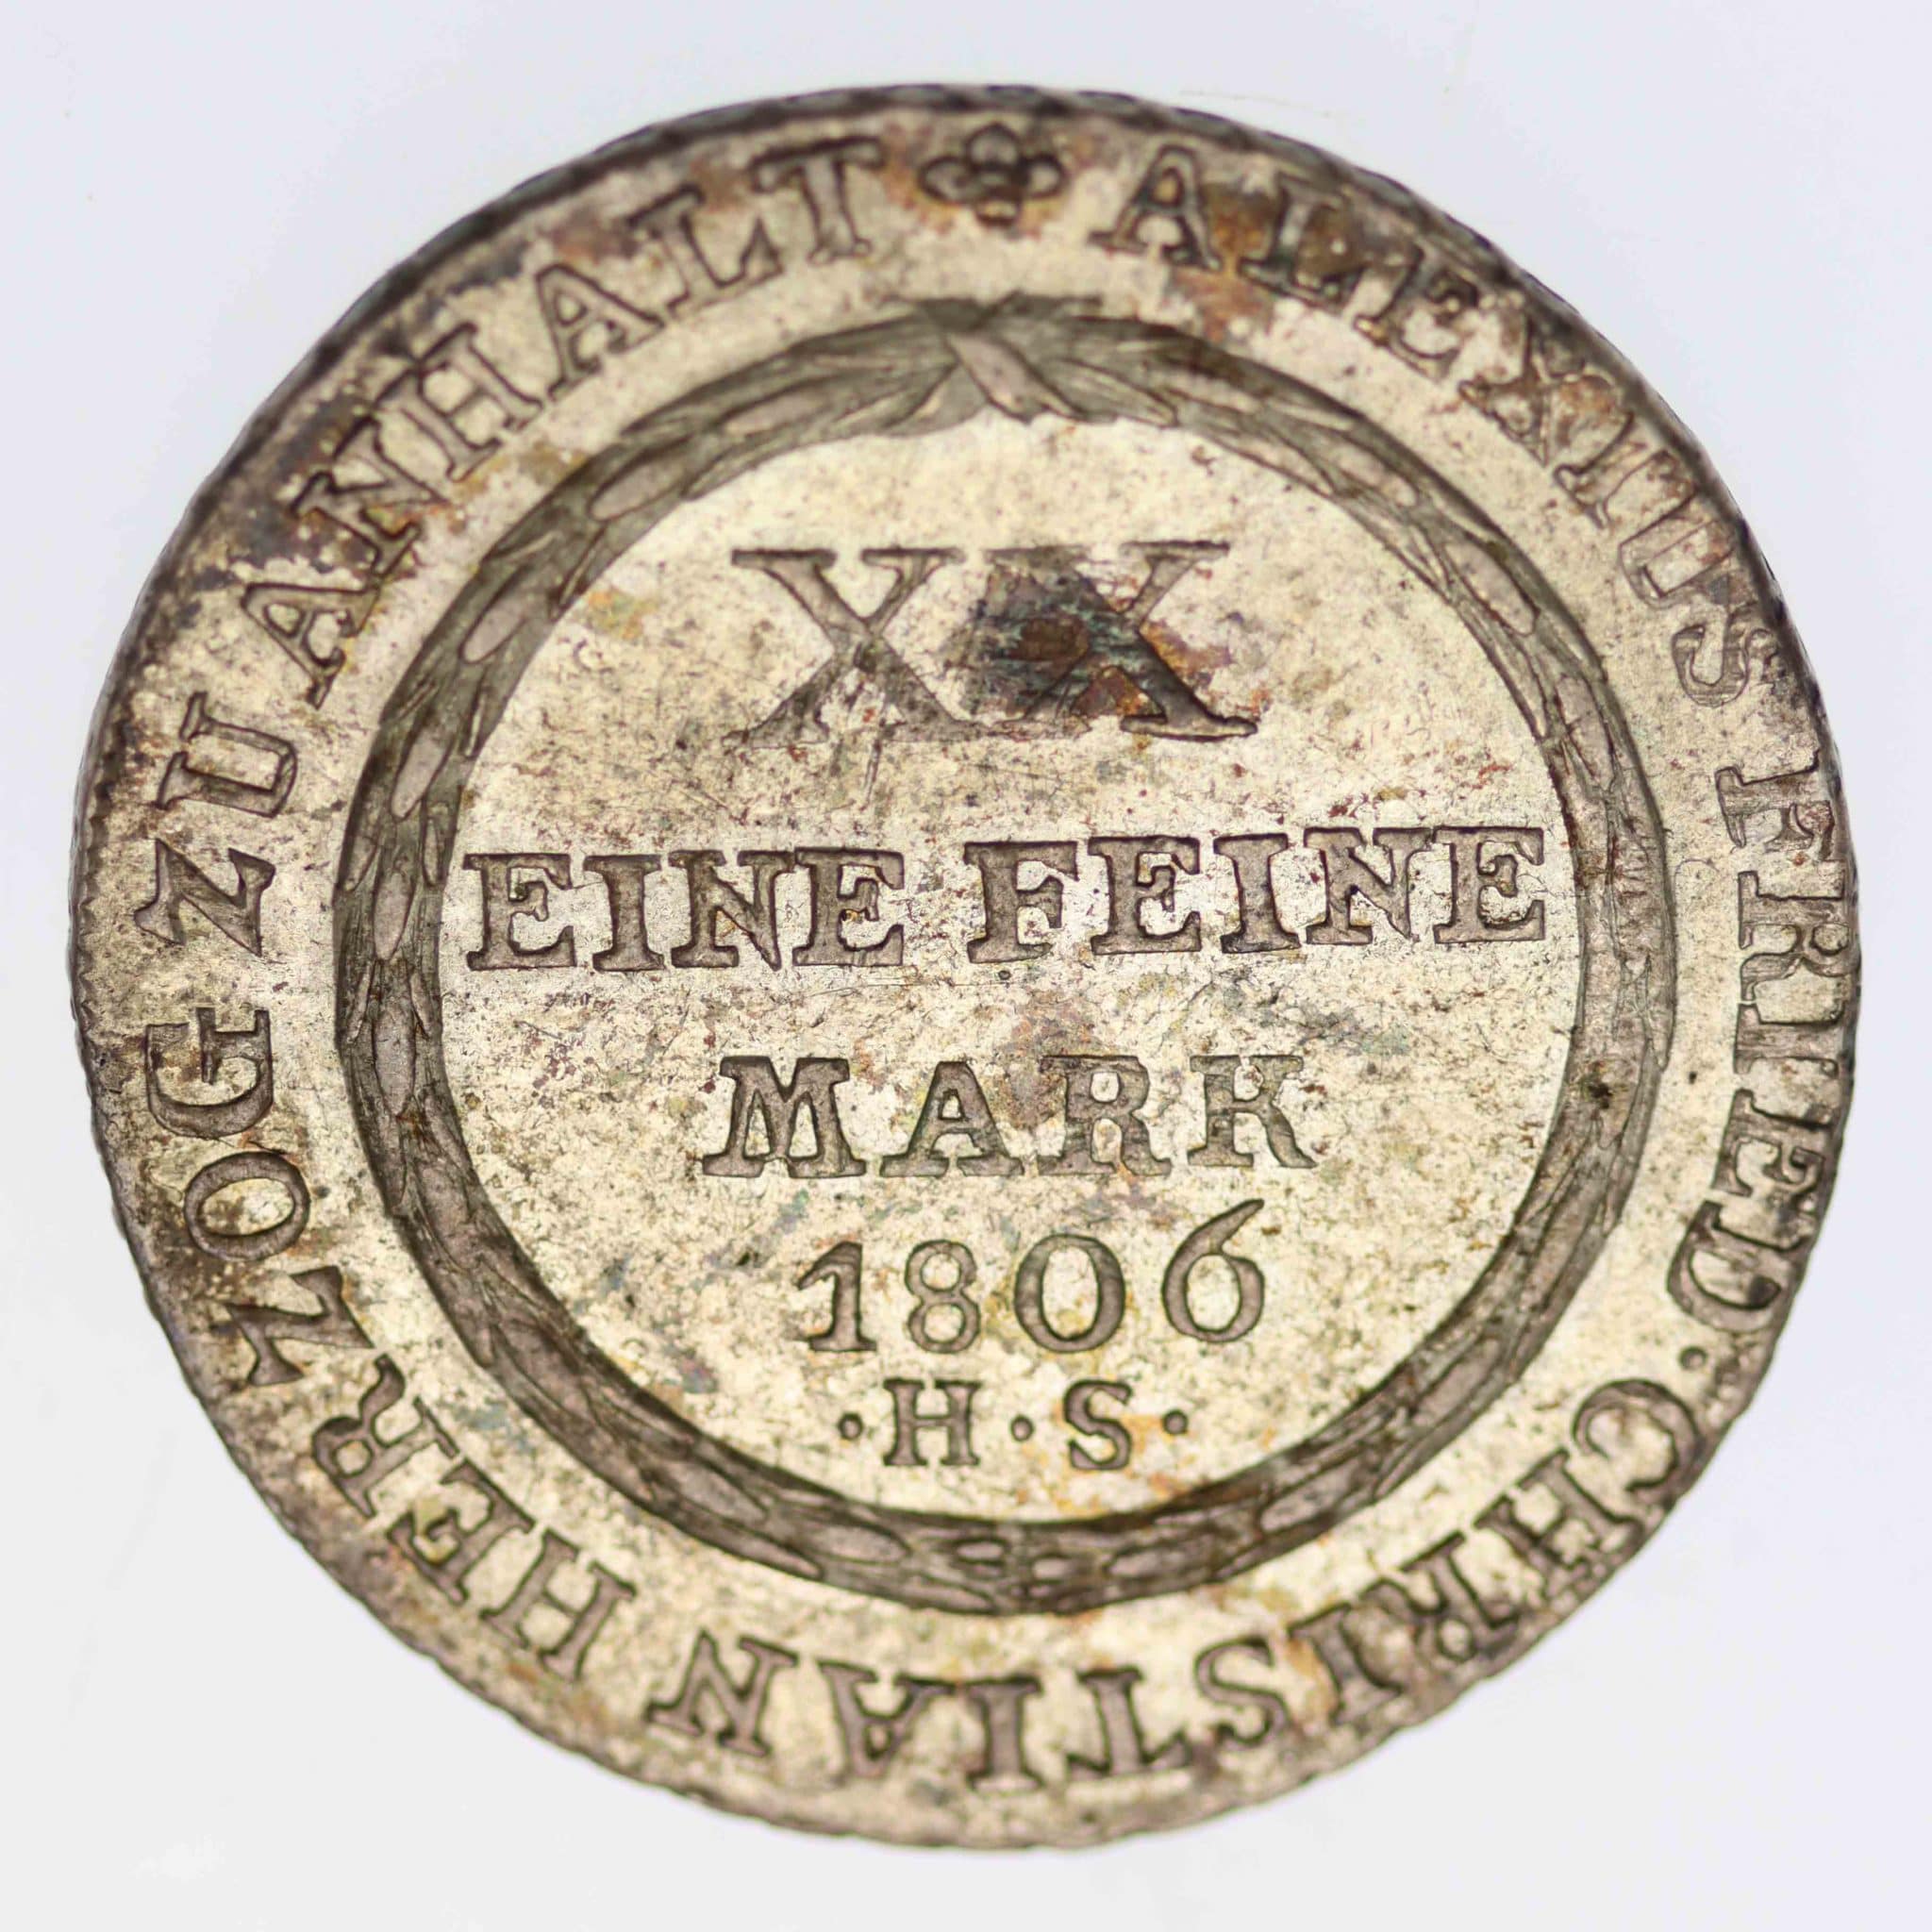 ALEXIUS FRIED. CHRISTIAN HERZOG ZU ANHALT
XX
EINE FEINE
MARK
1806
·H·S·